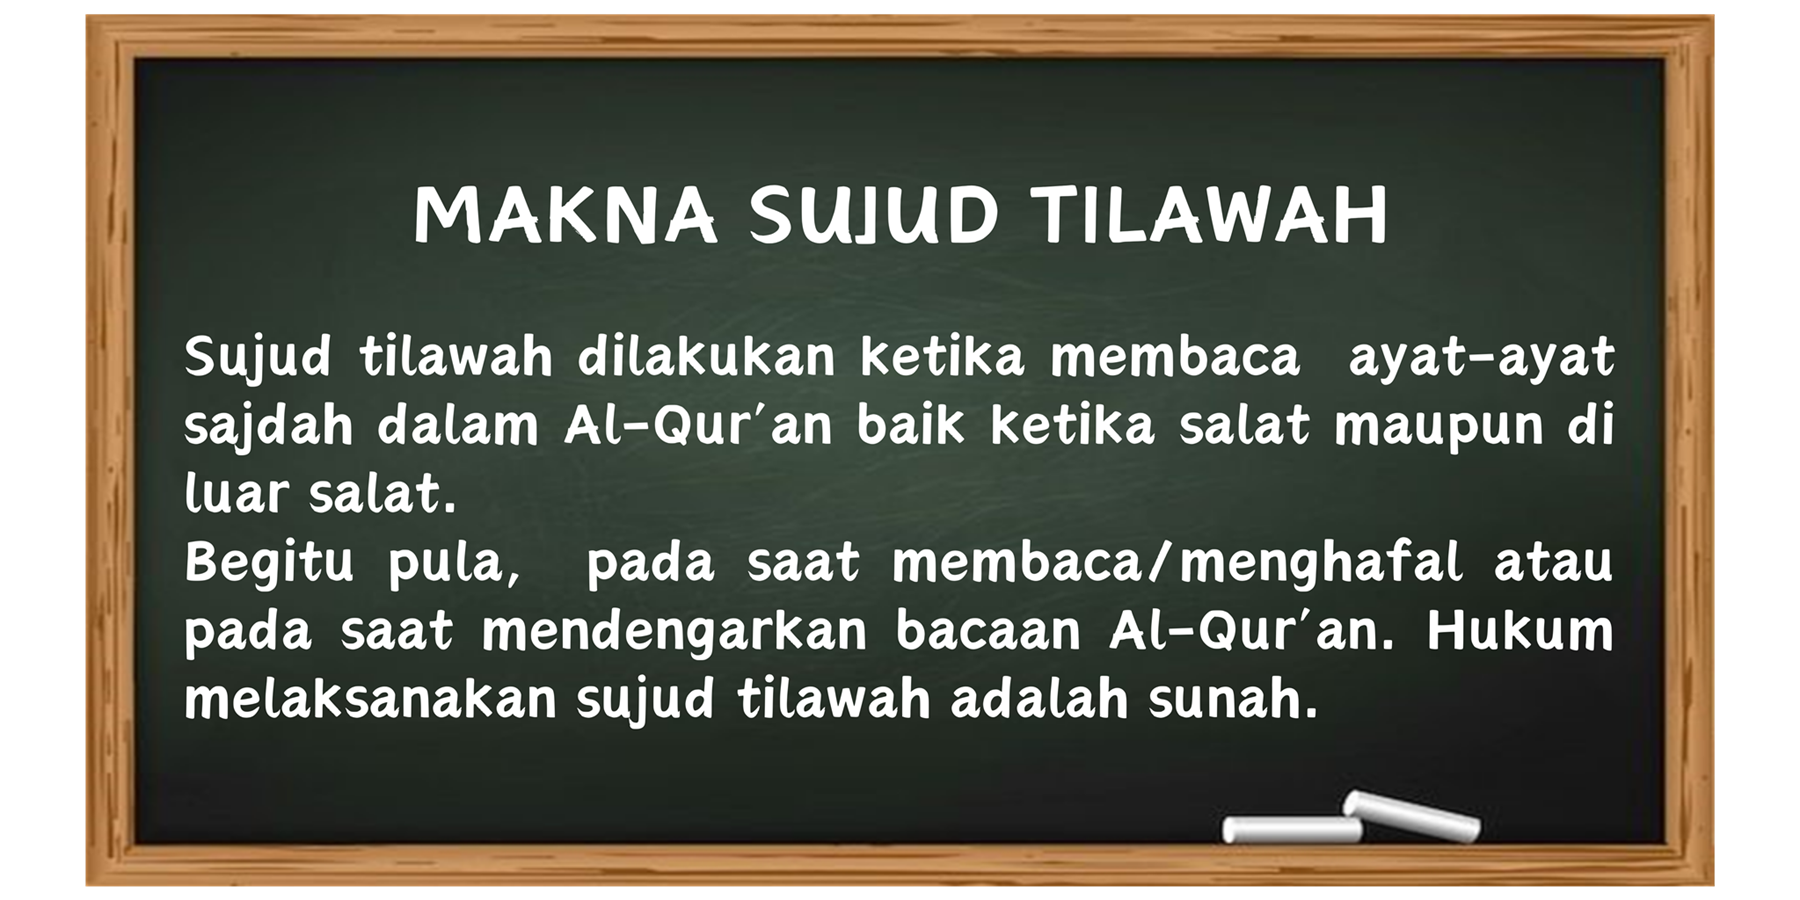 MAKNA SUJUD TILAWAH
Sujud tilawah dilakukan ketika membaca ayat-ayat
sajdah dalam Al-Qur'an baik ketika salat maupun di
luar salat.
Begitu pula, pada saat membaca/menghafal atau
pada saat mendengarkan bacaan Al-Qur'an. Hukum
melaksanakan sujud tilawah adalah sunah.